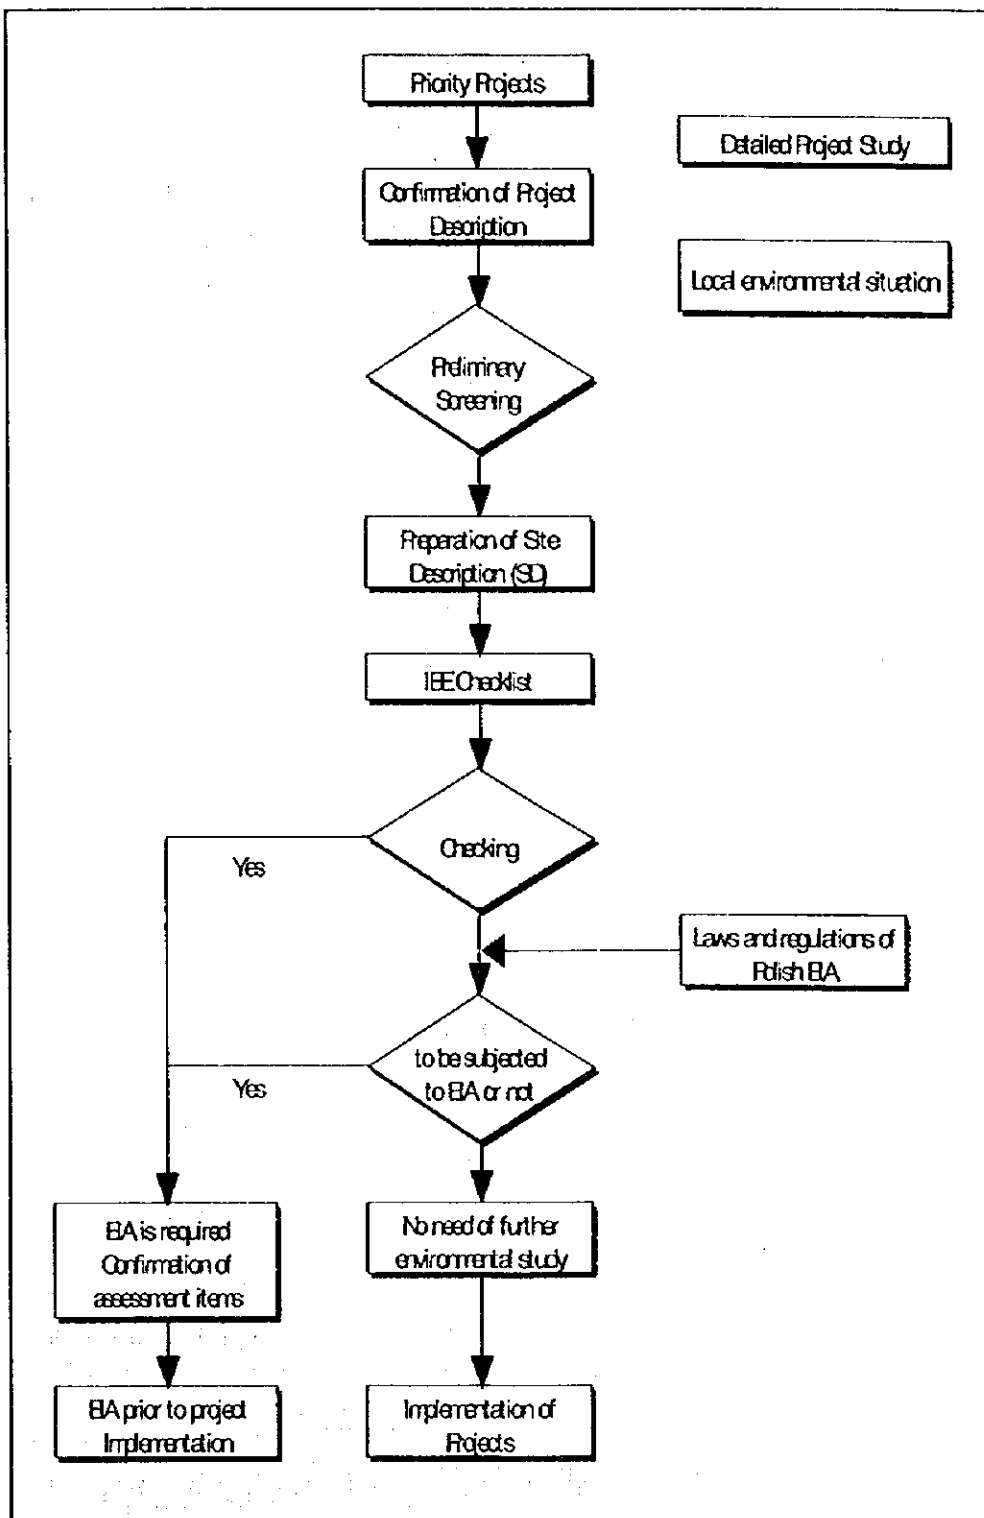 Priority Projects
Detailed Project Study
Confirmation of Project
Description
Local environmental situation
Preliminary
Screening
Preparation of Site
Description (SD)
IEE Checklist
Checking
Yes
Laws and regulations of
Polish EIA
to be subjected
to EIA or not
Yes
EIA is required
Confirmation of
assessment items
No need of further
environmental study
EIA prior to project
Implementation
Implementation of
Projects